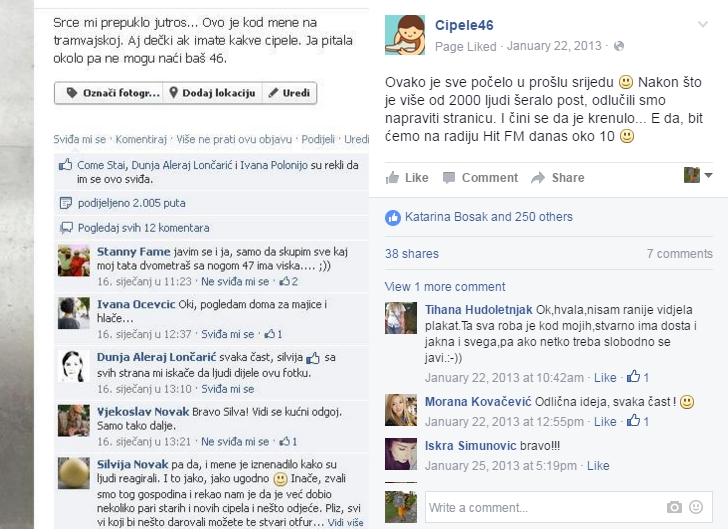 Srce mi prepuklo jutros... Ovo je kod mene na
tramvajskoj. Aj dečki ak imate kakve cipele. Ja pitala
okolo pa ne mogu naći baš 46.
Označi fotogr... Dodaj lokaciju Uredi
Sviđa mi se · Komentiraj · Više ne prati ovu objavu · Podijeli · Uredi
Come Stai, Dunja Aleraj Lončarić i Ivana Polonijo su rekli da
im se ovo sviđa.
podijeljeno 2.005 puta
Pogledaj svih 12 komentara
Stanny Fame javim se i ja, samo da skupim sve kaj
moj tata dvometraš sa nogom 47 ima viska.... ;))
16. siječanj u 11:23 · Ne sviđa mi se · 2
Ivana Ocevcic Oki, pogledam doma za majice i
hlače...
16. siječanj u 12:37 · Sviđa mi se · 1
Dunja Aleraj Lončarić svaka čast, silvija sa
svih strana mi iskače da ljudi dijele ovu fotku.
16. siječanj u 13:10 · Sviđa mi se
Vjekoslav Novak Bravo Silva! Vidi se kućni odgoj.
Samo tako dalje.
16. siječanj u 13:21 · Ne sviđa mi se · 1
Silvija Novak pa da, i mene je iznenadilo kako su
ljudi reagirali. I to jako, jako ugodno Inače, zvali
smo tog gospodina i rekao nam je da je već dobio
nekoliko pari starih i novih cipela i nešto odjeće. Pliz, svi
vi koji bi nešto darovali možete te stvari otfur... Vidi više
Cipele46
Page Liked · January 22, 2013 ·
Ovako je sve počelo u prošlu srijedu Nakon što
je više od 2000 ljudi šeralo post, odlučili smo
napraviti stranicu. I čini se da je krenulo... E da, bit
ćemo na radiju Hit FM danas oko 10
Like Comment Share
Katarina Bosak and 250 others
38 shares 7 comments
View 1 more comment
Tihana Hudoletnjak Ok,hvala,nisam ranije vidjela
plakat.Ta sva roba je kod mojih,stvarno ima dosta i
jakna i svega,pa ako netko treba slobodno se
javi.:-))
January 22, 2013 at 10:42am · Like · 1
Morana Kovačević Odlična ideja, svaka čast !
January 22, 2013 at 12:55pm · Like · 1
Iskra Simunovic bravo!!!
January 25, 2013 at 5:19pm · Like
Write a comment...